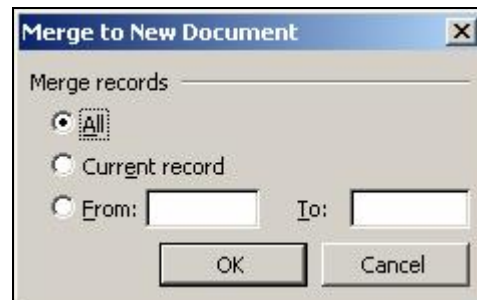 Merge to New Document
Merge records
All
Current record
From: To:
OK Cancel